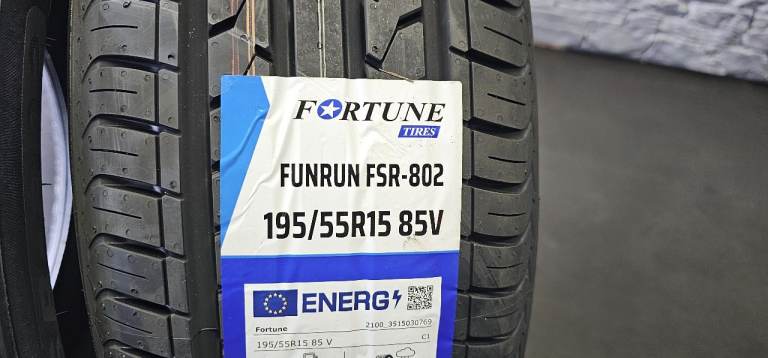 FORTUNE
TIRES
FUNRUN FSR-802
195/55R15 85V
ENERG
Fortune 2100_3515030769
195/55R15 85 V C1